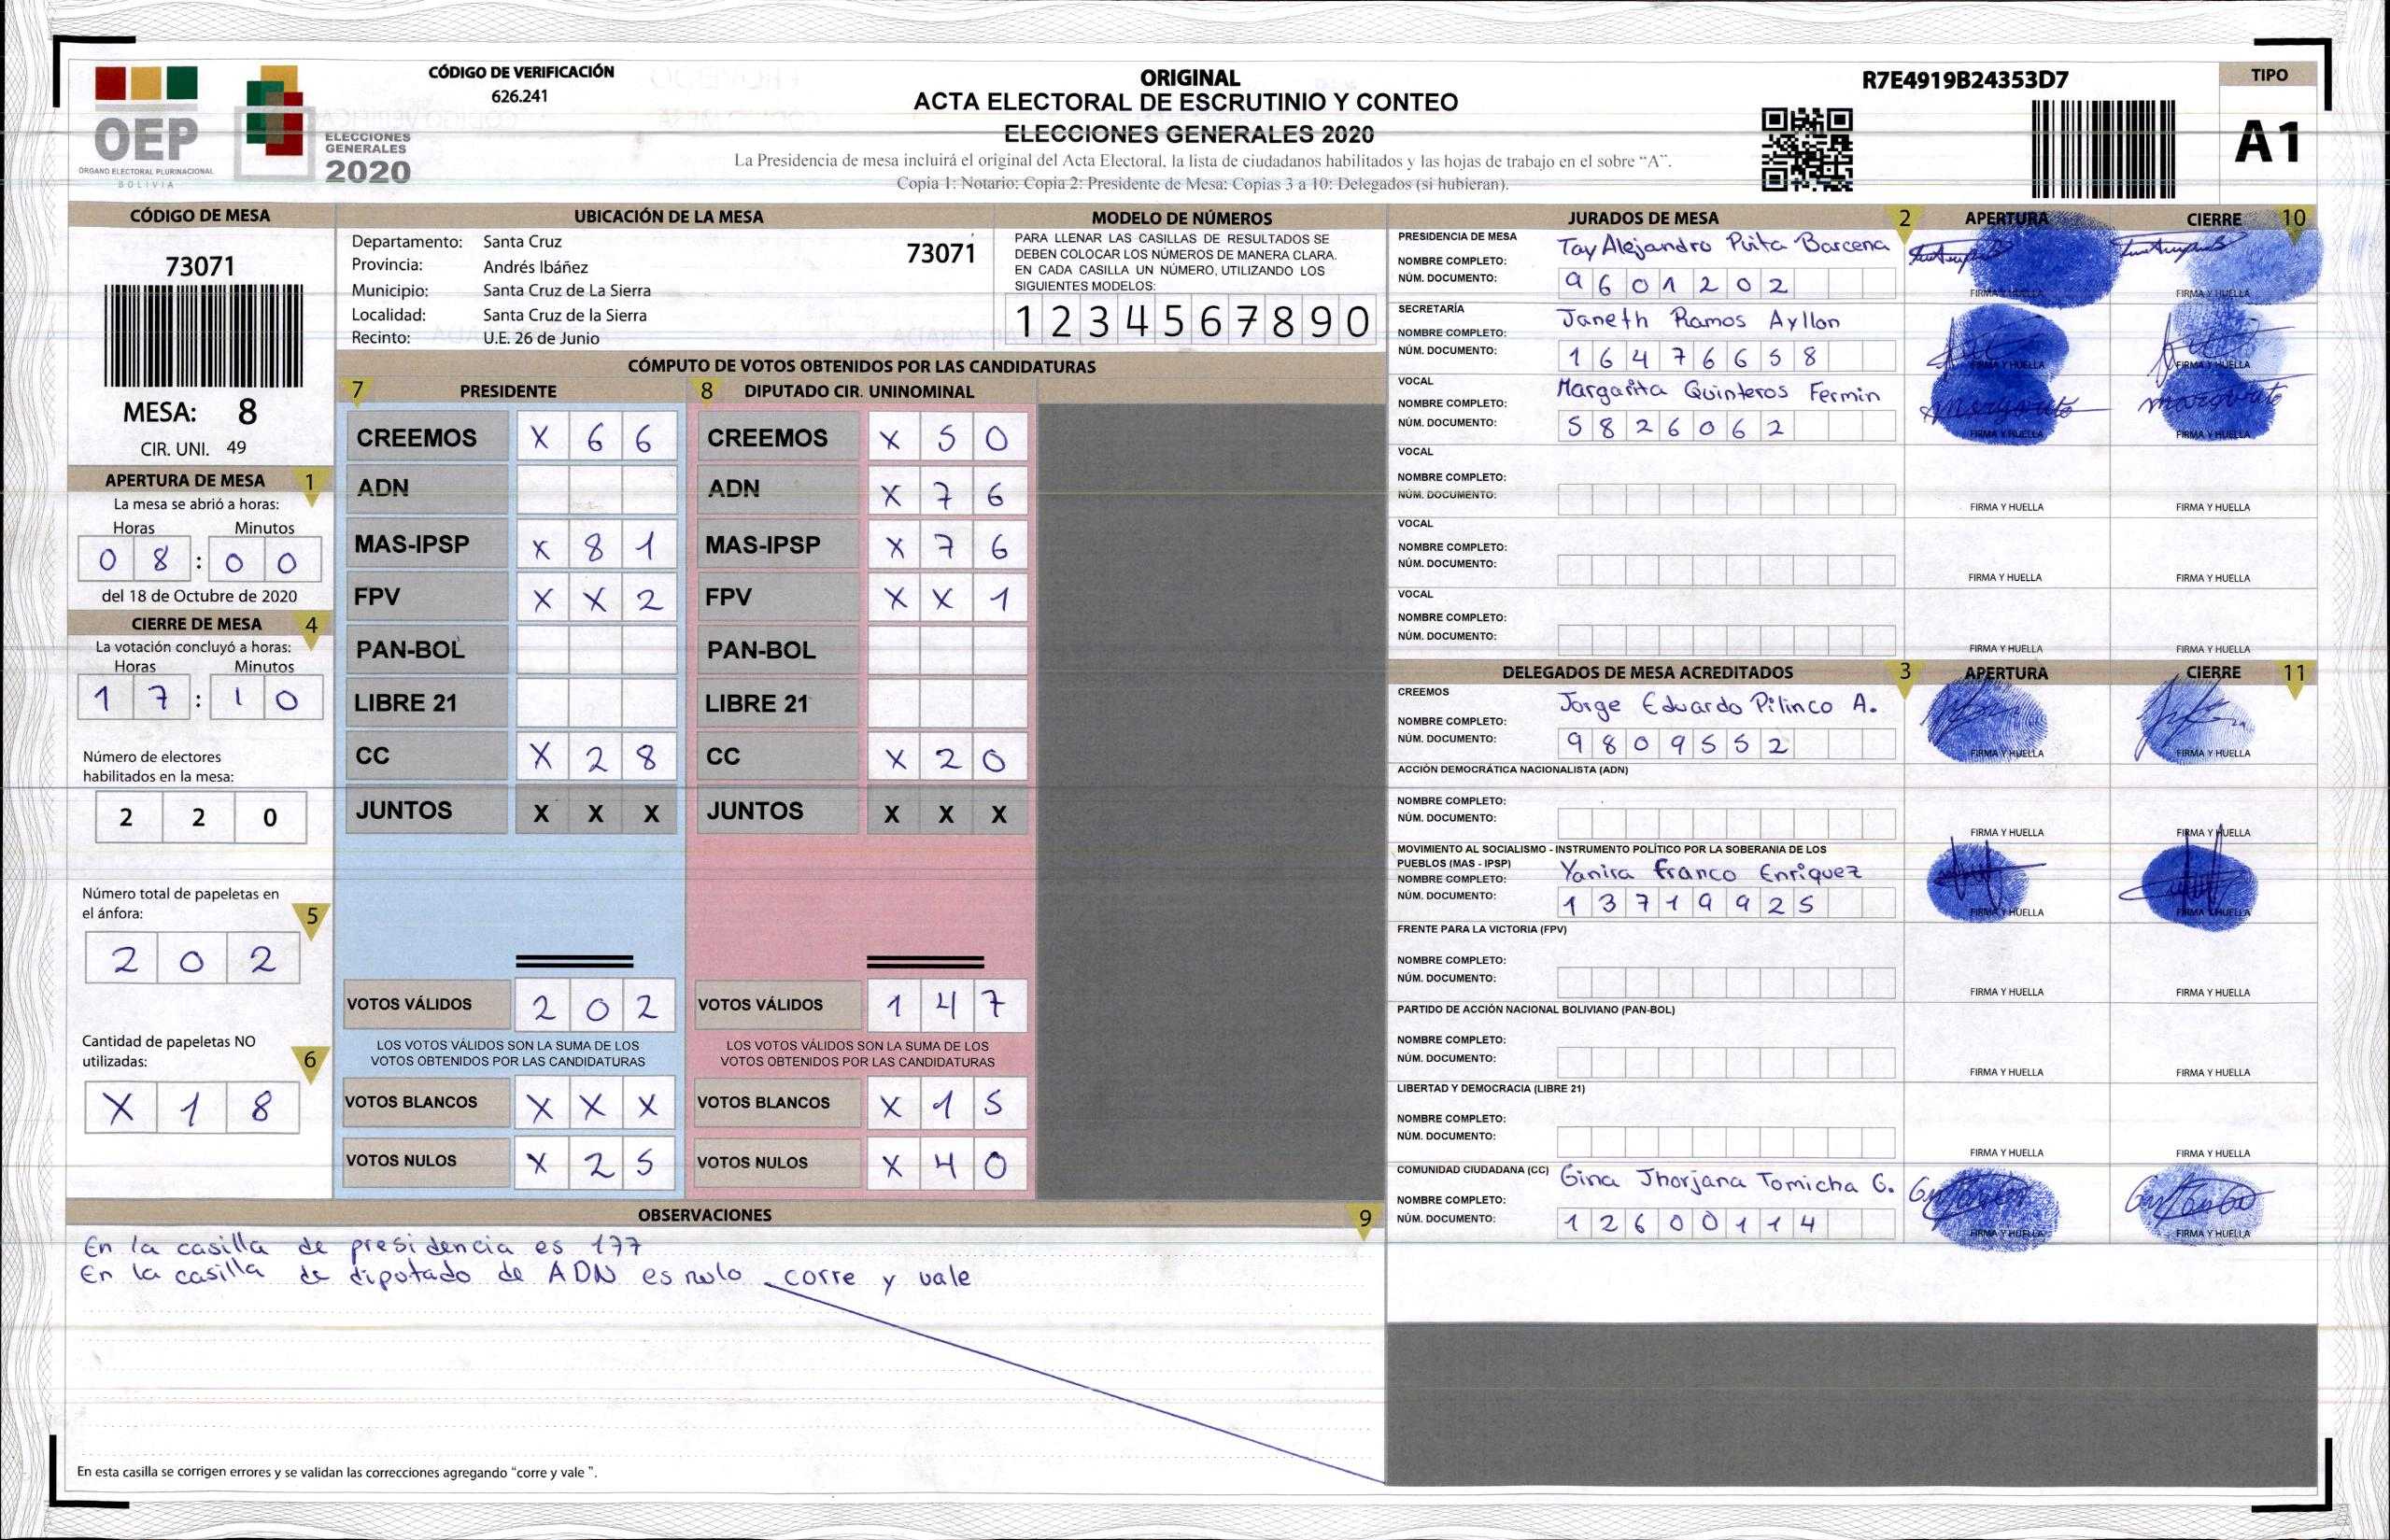 OEP
ÓRGANO ELECTORAL PLURINACIONAL
BOLIVIA
ELECCIONES
GENERALES
2020
CÓDIGO DE VERIFICACIÓN
626.241
ORIGINAL
ACTA ELECTORAL DE ESCRUTINIO Y CONTEO
ELECCIONES GENERALES 2020
La Presidencia de mesa incluirá el original del Acta Electoral, la lista de ciudadanos habilitados y las hojas de trabajo en el sobre "A".
Copia 1: Notario: Copia 2: Presidente de Mesa: Copias 3 a 10: Delegados (si hubieran).
R7E4919B24353D7
TIPO
A1
CÓDIGO DE MESA
73071
MESA: 8
CIR. UNI. 49
APERTURA DE MESA 1
La mesa se abrió a horas:
Horas Minutos
0 8 : 0 0
del 18 de Octubre de 2020
CIERRE DE MESA 4
La votación concluyó a horas:
Horas Minutos
1 7 : 1 0
Número de electores
habilitados en la mesa:
2 2 0
Número total de papeletas en
el ánfora: 5
2 0 2
Cantidad de papeletas NO
utilizadas: 6
X 1 8
UBICACIÓN DE LA MESA
Departamento: Santa Cruz 73071
Provincia: Andrés Ibáñez
Municipio: Santa Cruz de La Sierra
Localidad: Santa Cruz de la Sierra
Recinto: U.E. 26 de Junio
MODELO DE NÚMEROS
PARA LLENAR LAS CASILLAS DE RESULTADOS SE
DEBEN COLOCAR LOS NÚMEROS DE MANERA CLARA.
EN CADA CASILLA UN NÚMERO, UTILIZANDO LOS
SIGUIENTES MODELOS:
1 2 3 4 5 6 7 8 9 0
CÓMPUTO DE VOTOS OBTENIDOS POR LAS CANDIDATURAS
7 PRESIDENTE
CREEMOS X 6 6
ADN
MAS-IPSP X 8 1
FPV X X 2
PAN-BOL
LIBRE 21
CC X 2 8
JUNTOS X X X
VOTOS VÁLIDOS 2 0 2
LOS VOTOS VÁLIDOS SON LA SUMA DE LOS
VOTOS OBTENIDOS POR LAS CANDIDATURAS
VOTOS BLANCOS X X X
VOTOS NULOS X 2 5
8 DIPUTADO CIR. UNINOMINAL
CREEMOS X 5 0
ADN X 7 6
MAS-IPSP X 7 6
FPV X X 1
PAN-BOL
LIBRE 21
CC X 2 0
JUNTOS X X X
VOTOS VÁLIDOS 1 4 7
LOS VOTOS VÁLIDOS SON LA SUMA DE LOS
VOTOS OBTENIDOS POR LAS CANDIDATURAS
VOTOS BLANCOS X 1 5
VOTOS NULOS X 4 0
OBSERVACIONES 9
En la casilla de presidencia es 177
En la casilla de diputado de ADN es nulo corre y vale
En esta casilla se corrigen errores y se validan las correcciones agregando "corre y vale ".
JURADOS DE MESA 2 APERTURA CIERRE 10
PRESIDENCIA DE MESA
NOMBRE COMPLETO: Tay Alejandro Puita Barcena
NÚM. DOCUMENTO: 9 6 0 1 2 0 2
FIRMA Y HUELLA FIRMA Y HUELLA
SECRETARÍA
NOMBRE COMPLETO: Janeth Ramos Ayllon
NÚM. DOCUMENTO: 1 6 4 7 6 6 5 8
FIRMA Y HUELLA FIRMA Y HUELLA
VOCAL
NOMBRE COMPLETO: Margarita Quinteros Fermin
NÚM. DOCUMENTO: 5 8 2 6 0 6 2
FIRMA Y HUELLA FIRMA Y HUELLA
VOCAL
NOMBRE COMPLETO:
NÚM. DOCUMENTO:
FIRMA Y HUELLA FIRMA Y HUELLA
VOCAL
NOMBRE COMPLETO:
NÚM. DOCUMENTO:
FIRMA Y HUELLA FIRMA Y HUELLA
VOCAL
NOMBRE COMPLETO:
NÚM. DOCUMENTO:
FIRMA Y HUELLA FIRMA Y HUELLA
DELEGADOS DE MESA ACREDITADOS 3 APERTURA CIERRE 11
CREEMOS
NOMBRE COMPLETO: Jorge Eduardo Pilinco A.
NÚM. DOCUMENTO: 9 8 0 9 5 5 2
FIRMA Y HUELLA FIRMA Y HUELLA
ACCIÓN DEMOCRÁTICA NACIONALISTA (ADN)
NOMBRE COMPLETO:
NÚM. DOCUMENTO:
FIRMA Y HUELLA FIRMA Y HUELLA
MOVIMIENTO AL SOCIALISMO - INSTRUMENTO POLÍTICO POR LA SOBERANIA DE LOS
PUEBLOS (MAS - IPSP)
NOMBRE COMPLETO: Yanira Franco Enriquez
NÚM. DOCUMENTO: 1 3 7 1 9 9 2 5
FIRMA Y HUELLA FIRMA Y HUELLA
FRENTE PARA LA VICTORIA (FPV)
NOMBRE COMPLETO:
NÚM. DOCUMENTO:
FIRMA Y HUELLA FIRMA Y HUELLA
PARTIDO DE ACCIÓN NACIONAL BOLIVIANO (PAN-BOL)
NOMBRE COMPLETO:
NÚM. DOCUMENTO:
FIRMA Y HUELLA FIRMA Y HUELLA
LIBERTAD Y DEMOCRACIA (LIBRE 21)
NOMBRE COMPLETO:
NÚM. DOCUMENTO:
FIRMA Y HUELLA FIRMA Y HUELLA
COMUNIDAD CIUDADANA (CC)
NOMBRE COMPLETO: Gina Jhorjana Tomicha G.
NÚM. DOCUMENTO: 1 2 6 0 0 1 1 4
FIRMA Y HUELLA FIRMA Y HUELLA